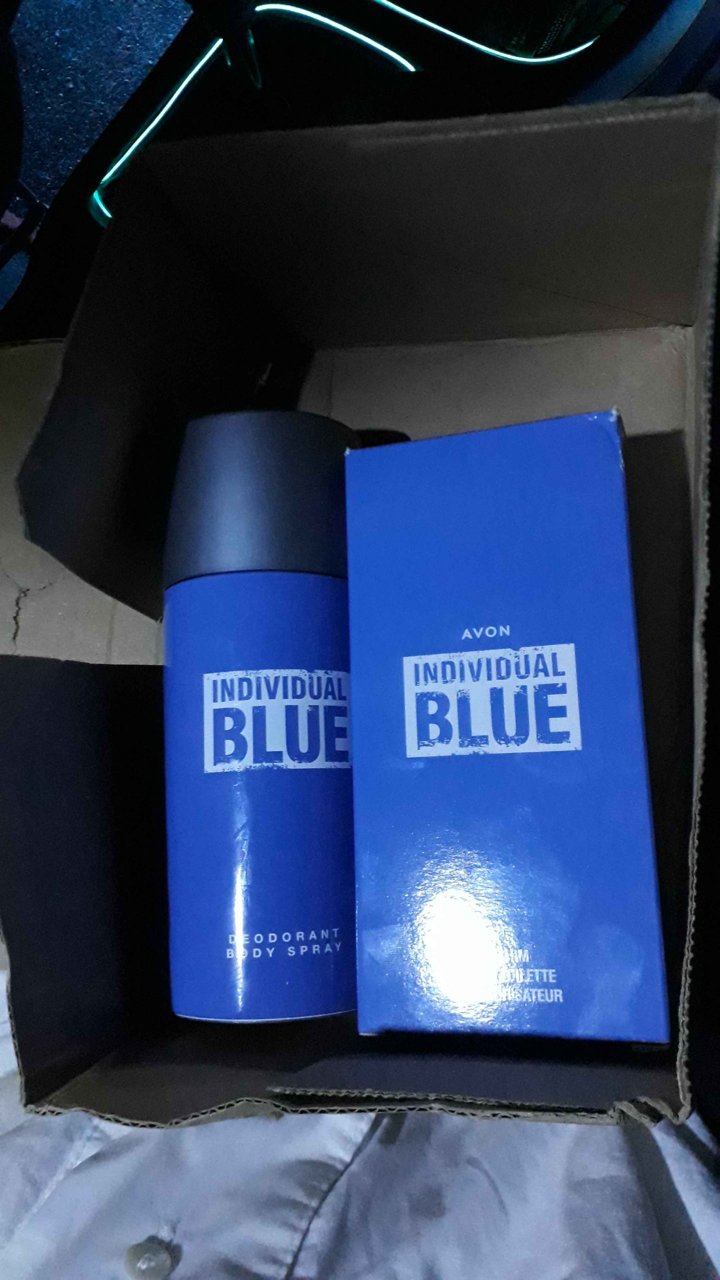 INDIVIDUAL
BLUE
DEODORANT
BODY SPRAY
AVON
INDIVIDUAL
BLUE